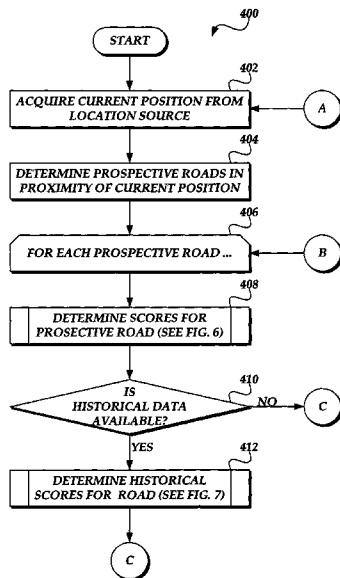 400
START
402
ACQUIRE CURRENT POSITION FROM
LOCATION SOURCE
A
404
DETERMINE PROSPECTIVE ROADS IN
PROXIMITY OF CURRENT POSITION
406
FOR EACH PROSPECTIVE ROAD ...
B
408
DETERMINE SCORES FOR
PROSECTIVE ROAD (SEE FIG. 6)
410
IS
HISTORICAL DATA
AVAILABLE?
NO
C
YES
412
DETERMINE HISTORICAL
SCORES FOR ROAD (SEE FIG. 7)
C